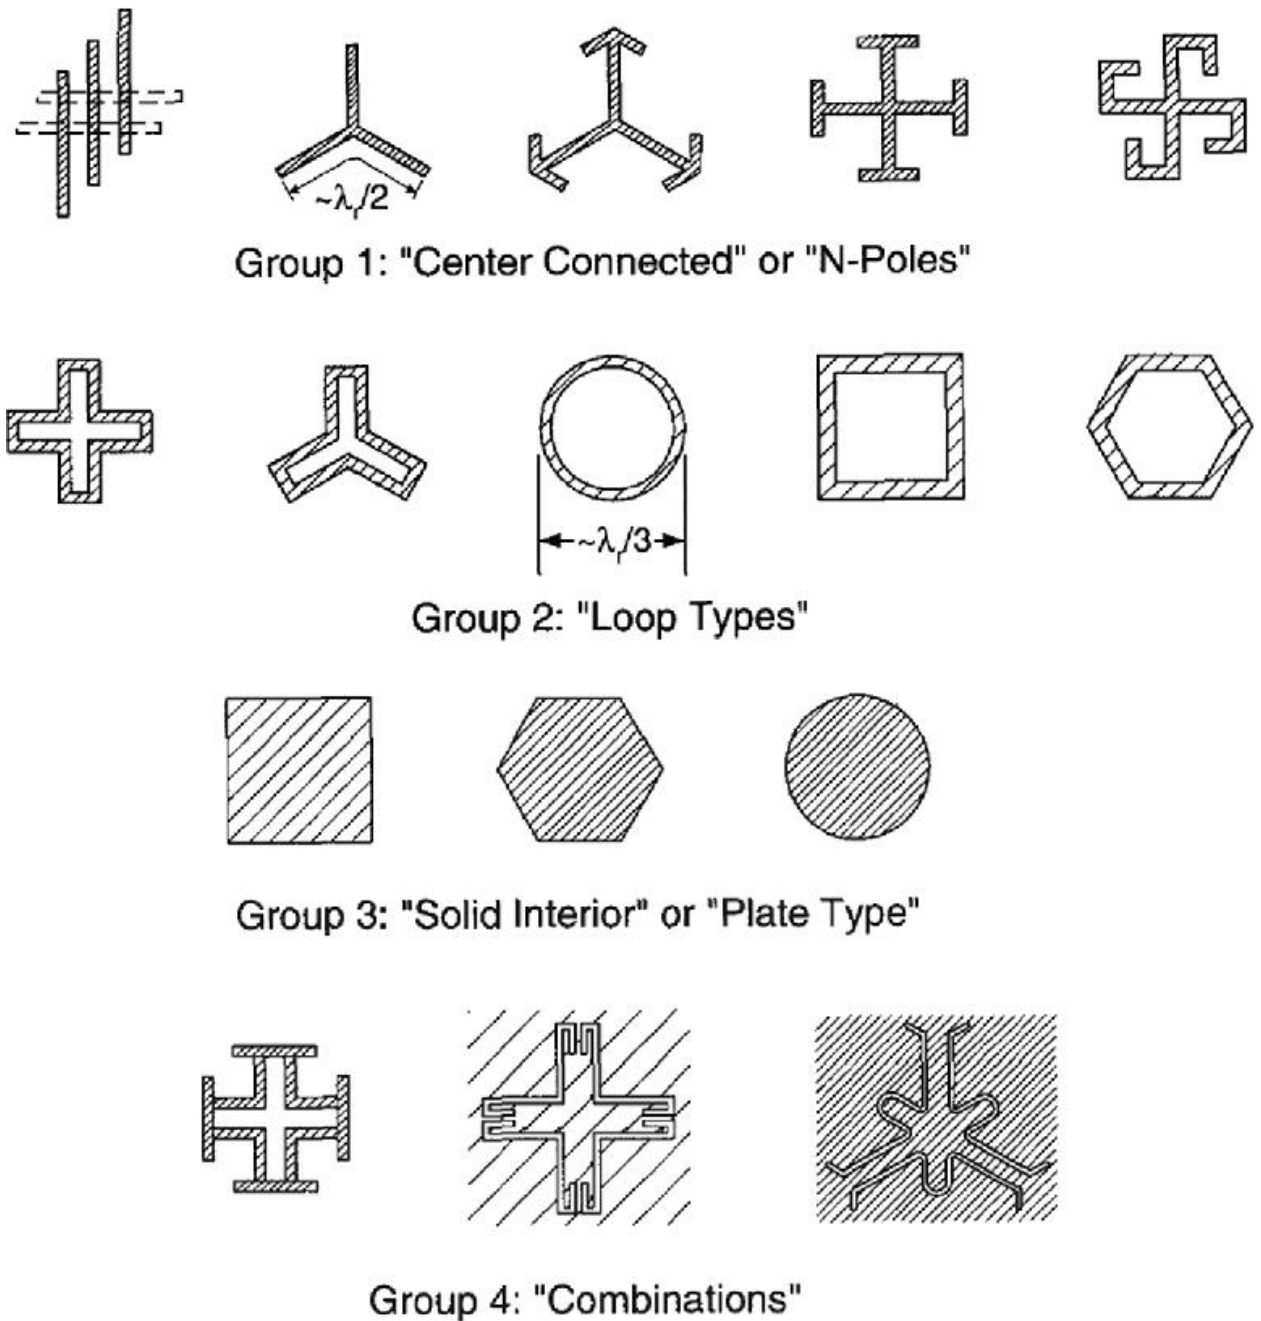 ~λr/2
Group 1: "Center Connected" or "N-Poles"
~λr/3
Group 2: "Loop Types"
Group 3: "Solid Interior" or "Plate Type"
Group 4: "Combinations"